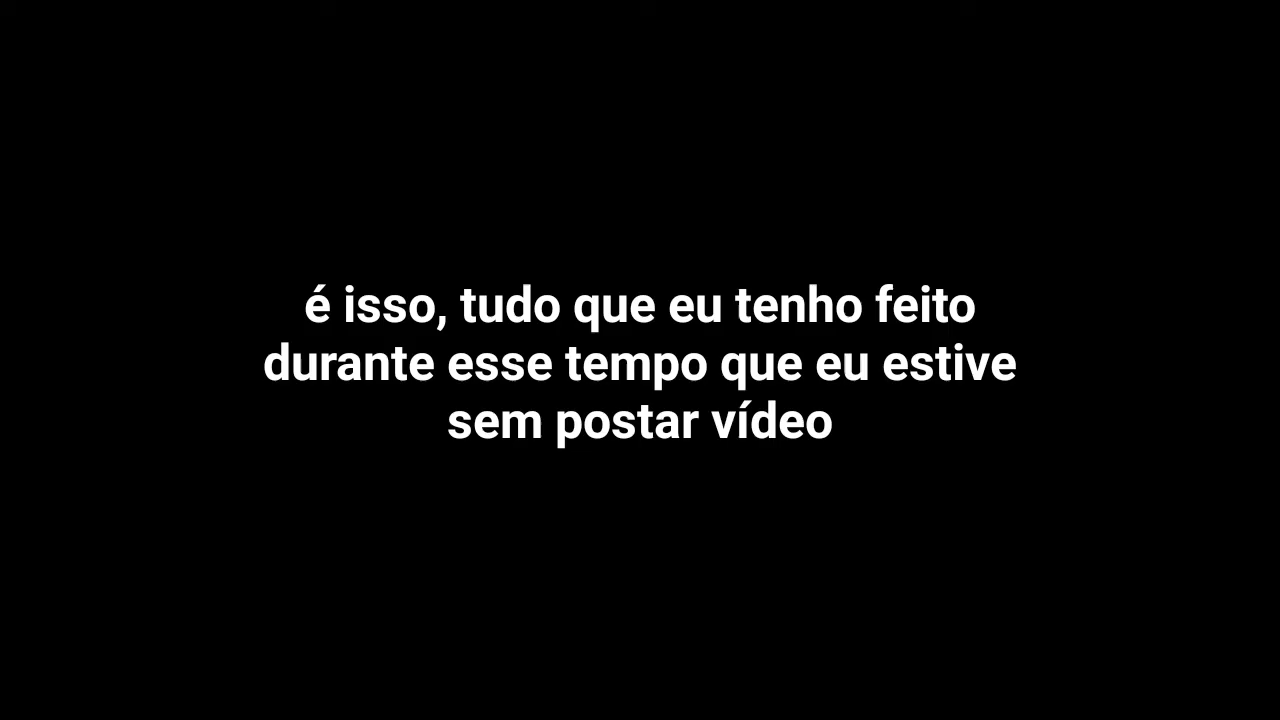 é isso, tudo que eu tenho feito
durante esse tempo que eu estive
sem postar vídeo